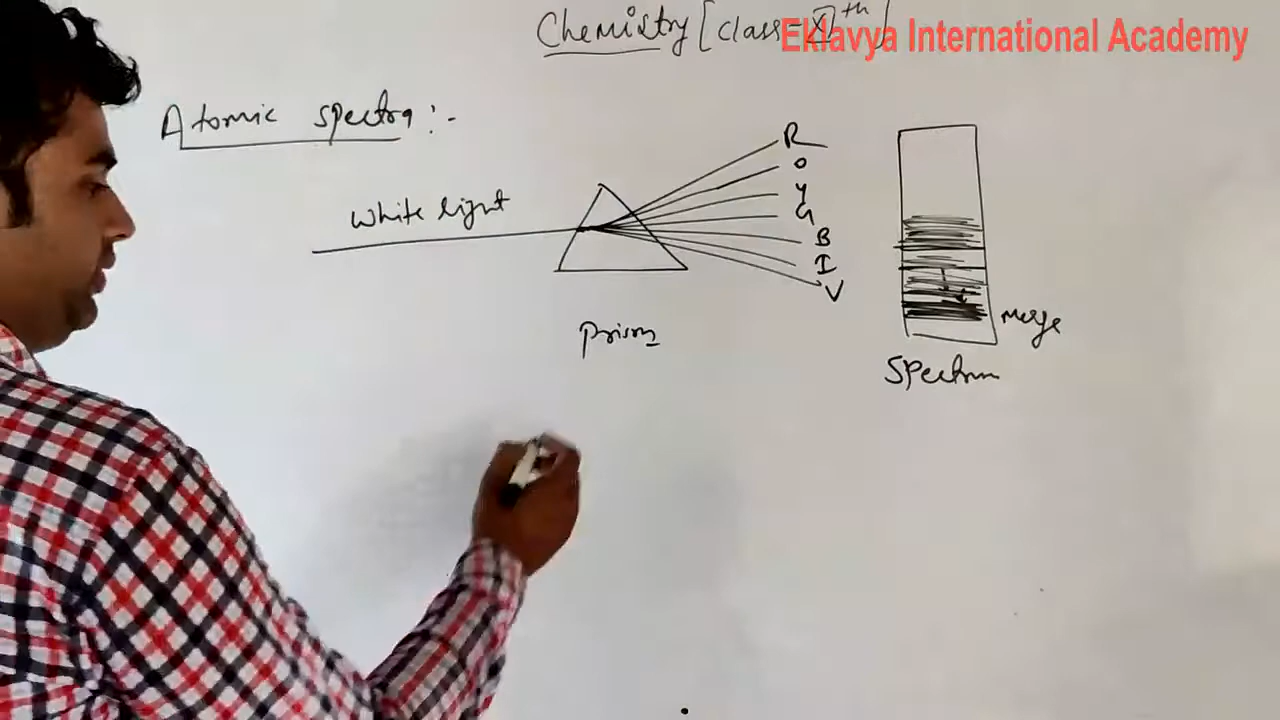 Chemistry [class-XI th]
Eklavya International Academy
Atomic spectra :-
White light
R
O
Y
G
B
I
V
Prism
merge
Spectrum